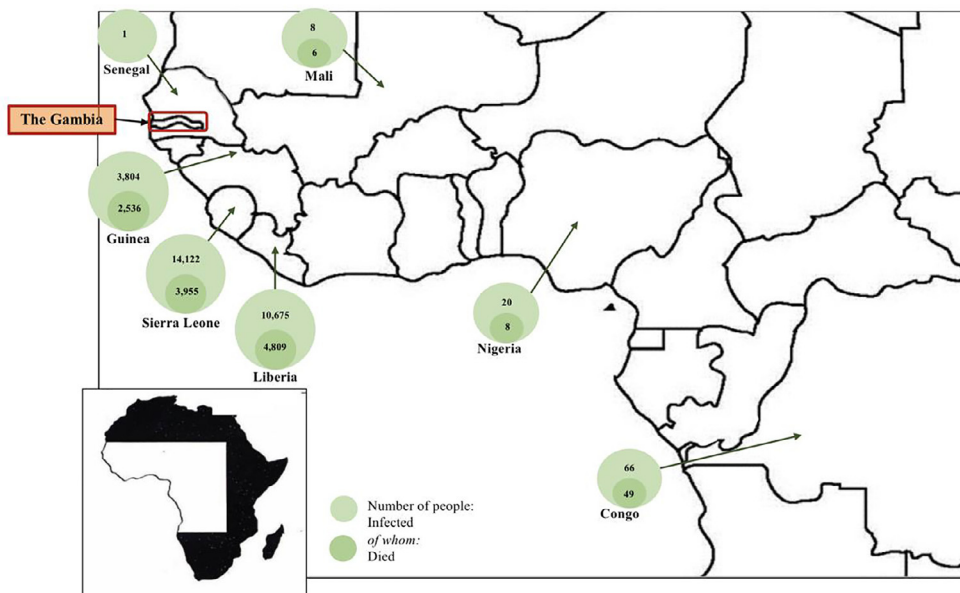 1
Senegal
8
6
Mali
The Gambia
3,804
2,536
Guinea
14,122
3,955
Sierra Leone
10,675
4,809
Liberia
20
8
Nigeria
66
49
Congo
Number of people:
Infected
of whom:
Died